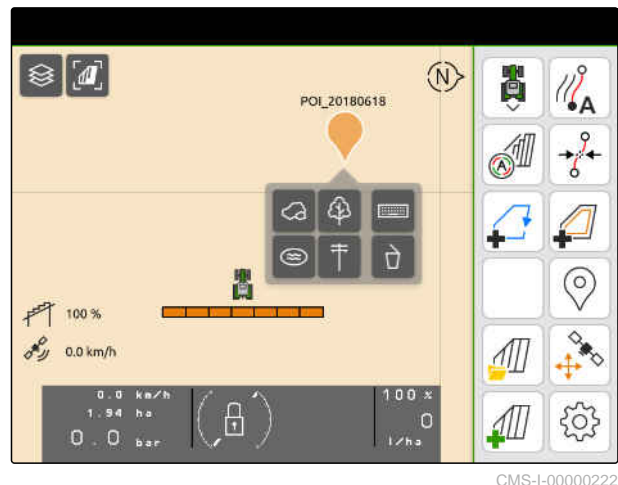 N
POI_20180618
A
A
100 %
0.0 km/h
0.0 km/h
1.94 ha
0.0 bar
100 %
0
l/ha
CMS-I-00000222